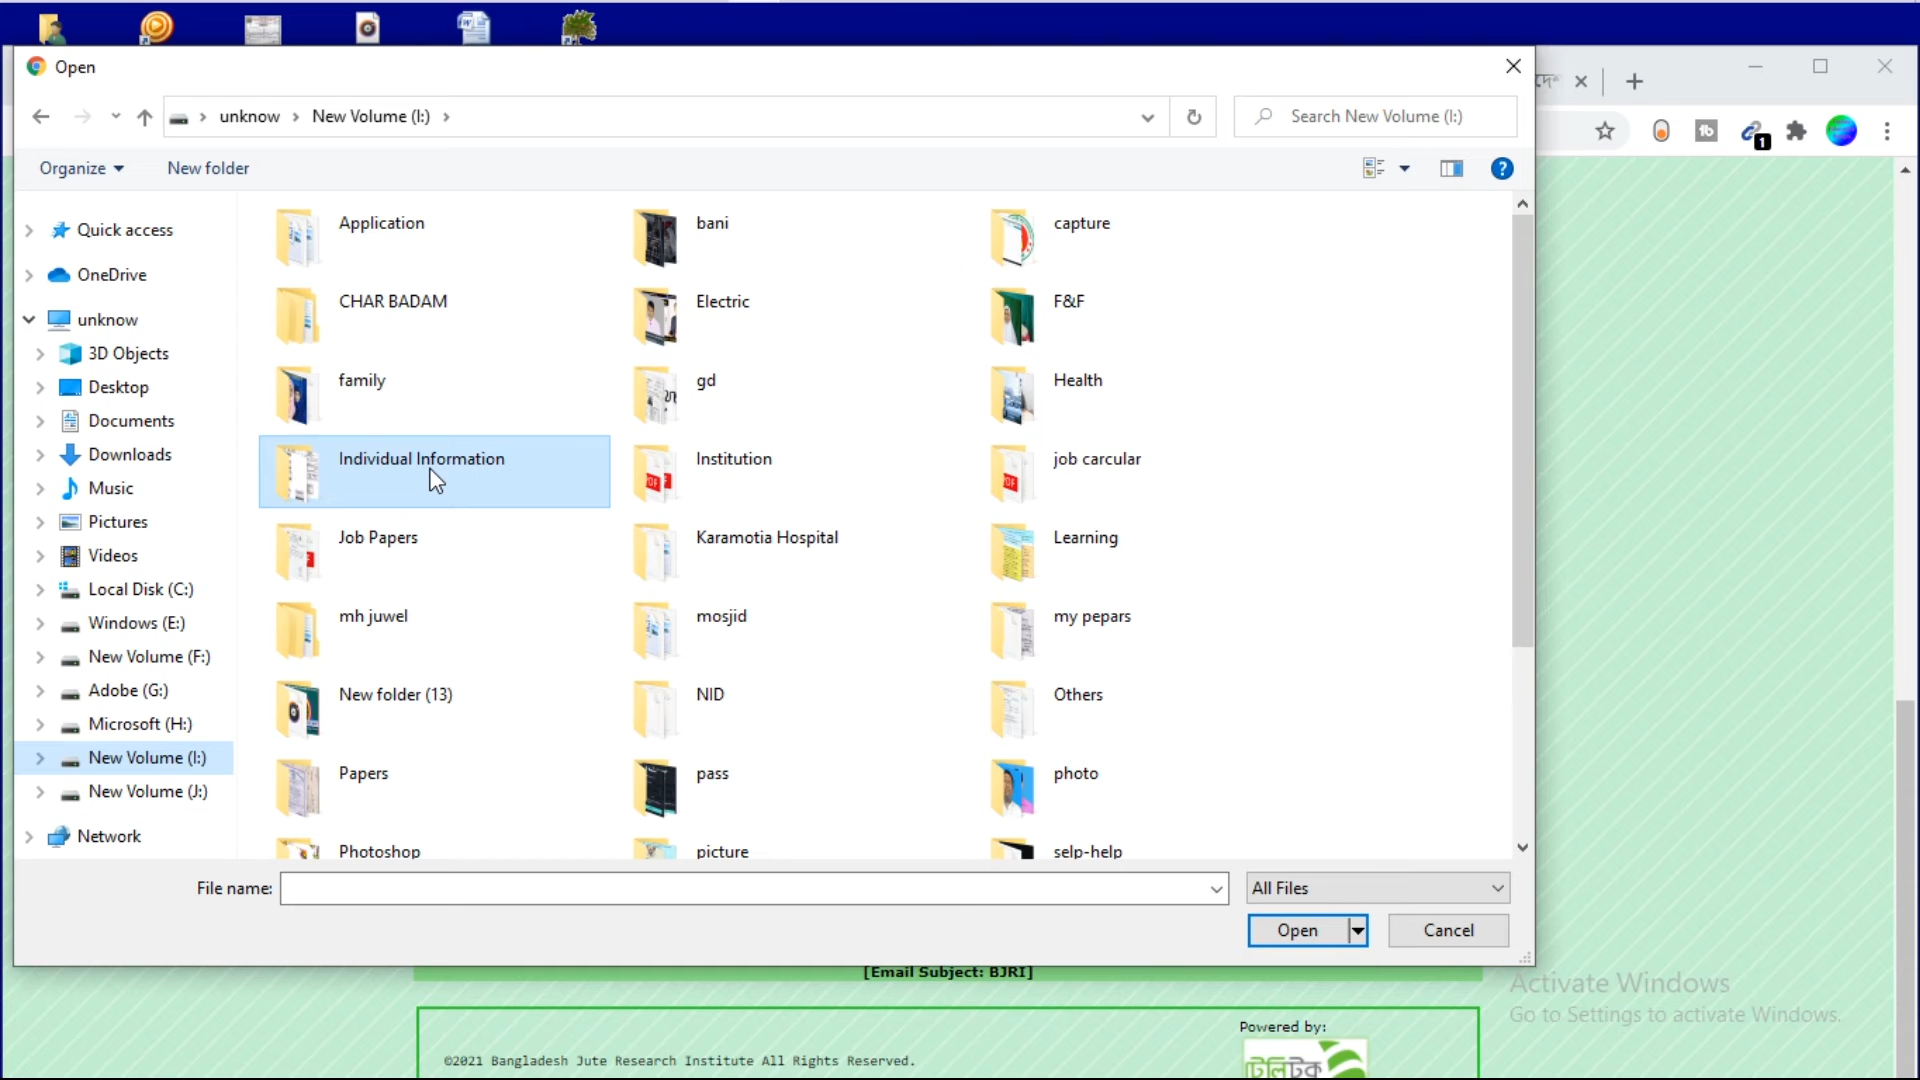 Open
unknow
New Volume (I:)
Search New Volume (I:)
1
Organize
New folder
Quick access
OneDrive
unknow
3D Objects
Desktop
Documents
Downloads
Music
Pictures
Videos
Local Disk (C:)
Windows (E:)
New Volume (F:)
Adobe (G:)
Microsoft (H:)
New Volume (I:)
New Volume (J:)
Network
Application
bani
capture
CHAR BADAM
Electric
F&F
family
gd
Health
Individual Information
Institution
job carcular
Job Papers
Karamotia Hospital
Learning
mh juwel
mosjid
my pepars
New folder (13)
NID
Others
Papers
pass
photo
Photoshop
picture
selp-help
File name:
All Files
Open
Cancel
[Email Subject: BJRI]
Activate Windows
Go to Settings to activate Windows.
Powered by:
©2021 Bangladesh Jute Research Institute All Rights Reserved.
টেলিটক